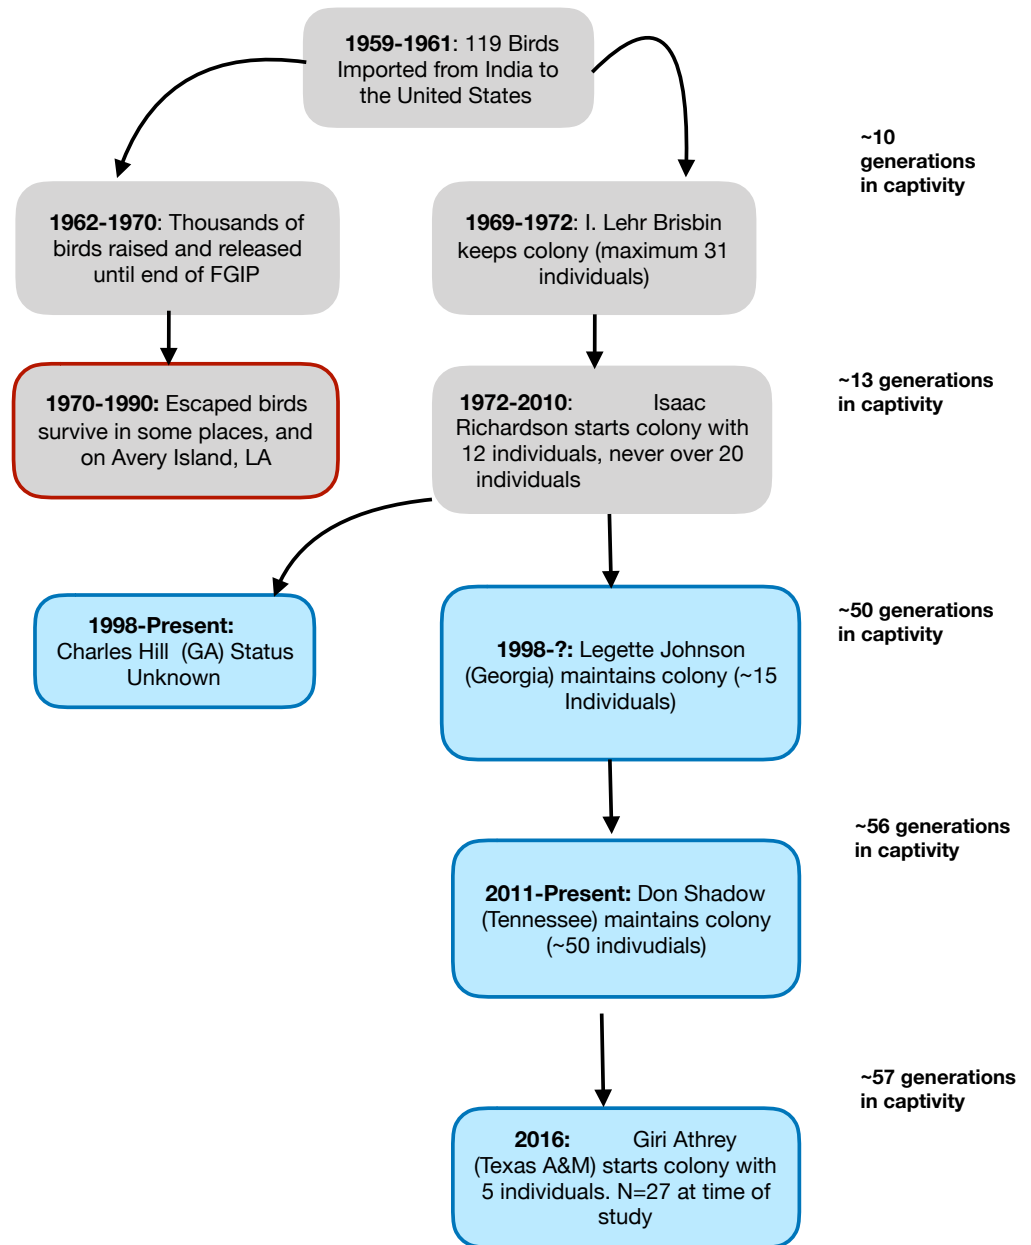 1959-1961: 119 Birds
Imported from India to
the United States
~10
generations
in captivity
1962-1970: Thousands of
birds raised and released
until end of FGIP
1969-1972: I. Lehr Brisbin
keeps colony (maximum 31
individuals)
~13 generations
in captivity
1970-1990: Escaped birds
survive in some places, and
on Avery Island, LA
1972-2010: Isaac
Richardson starts colony with
12 individuals, never over 20
individuals
~50 generations
in captivity
1998-Present:
Charles Hill (GA) Status
Unknown
1998-?: Legette Johnson
(Georgia) maintains colony (~15
Individuals)
~56 generations
in captivity
2011-Present: Don Shadow
(Tennessee) maintains colony
(~50 indivudials)
~57 generations
in captivity
2016: Giri Athrey
(Texas A&M) starts colony with
5 individuals. N=27 at time of
study